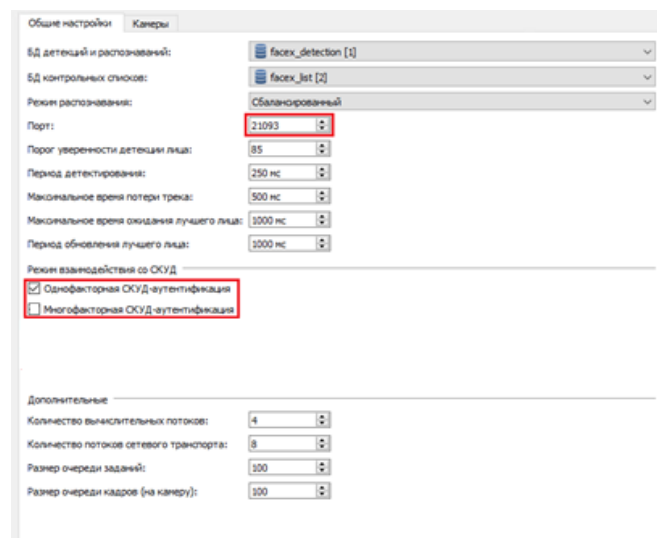 Общие настройки Камеры
БД детекций и распознаваний: facex_detection [1]
БД контрольных списков: facex_list [2]
Режим распознавания: Сбалансированный
Порт: 21093
Порог уверенности детекции лица: 85
Период детектирования: 250 мс
Максимальное время потери трека: 500 мс
Максимальное время ожидания лучшего лица: 1000 мс
Период обновления лучшего лица: 1000 мс
Режим взаимодействия со СКУД
Однофакторная СКУД-аутентификация
Многофакторная СКУД-аутентификация
Дополнительные
Количество вычислительных потоков: 4
Количество потоков сетевого транспорта: 8
Размер очереди заданий: 100
Размер очереди кадров (на камеру): 100